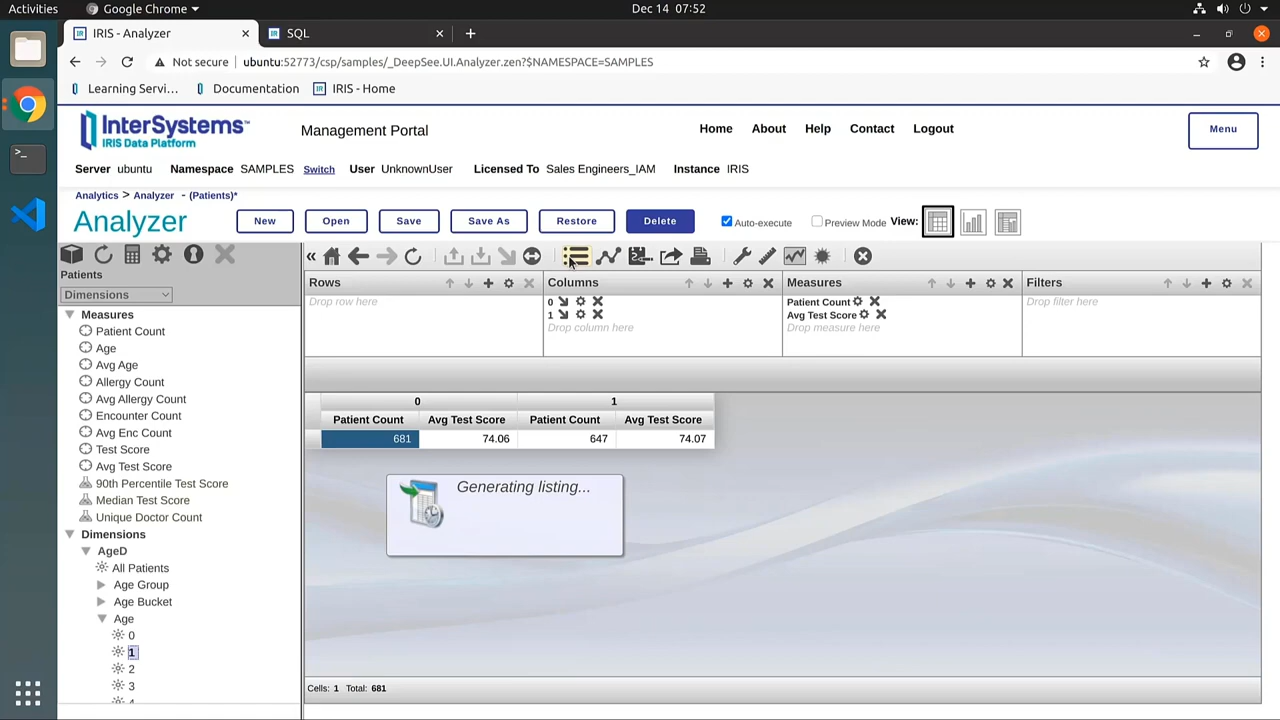 Activities
Google Chrome
Dec 14 07:52
IRIS - Analyzer
SQL
Not secure
ubuntu:52773/csp/samples/_DeepSee.UI.Analyzer.zen?$NAMESPACE=SAMPLES
Learning Servi...
Documentation
IRIS - Home
InterSystems™
IRIS Data Platform
Management Portal
Home
About
Help
Contact
Logout
Menu
Server ubuntu
Namespace SAMPLES Switch
User UnknownUser
Licensed To Sales Engineers_IAM
Instance IRIS
Analytics > Analyzer - (Patients)*
Analyzer
New
Open
Save
Save As
Restore
Delete
Auto-execute
Preview Mode
View:
Patients
Dimensions
Measures
Patient Count
Age
Avg Age
Allergy Count
Avg Allergy Count
Encounter Count
Avg Enc Count
Test Score
Avg Test Score
90th Percentile Test Score
Median Test Score
Unique Doctor Count
Dimensions
AgeD
All Patients
Age Group
Age Bucket
Age
0
1
2
3
Rows
Drop row here
Columns
0
1
Drop column here
Measures
Patient Count
Avg Test Score
Drop measure here
Filters
Drop filter here
0 1
Patient Count Avg Test Score Patient Count Avg Test Score
681 74.06 647 74.07
Generating listing...
Cells: 1 Total: 681